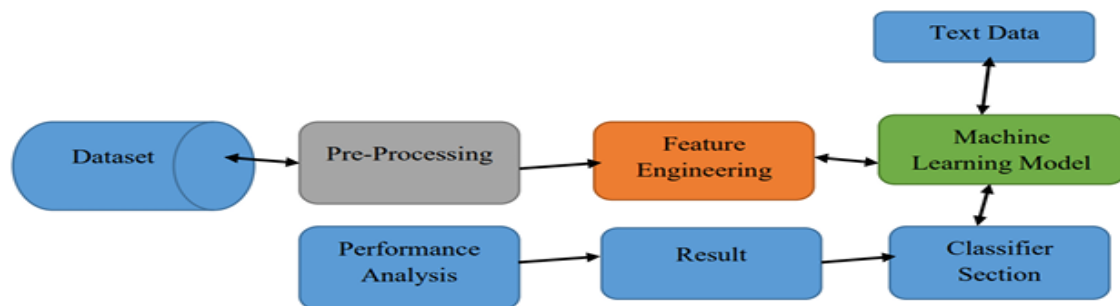 Text Data
Dataset
Pre-Processing
Feature
Engineering
Machine
Learning Model
Performance
Analysis
Result
Classifier
Section